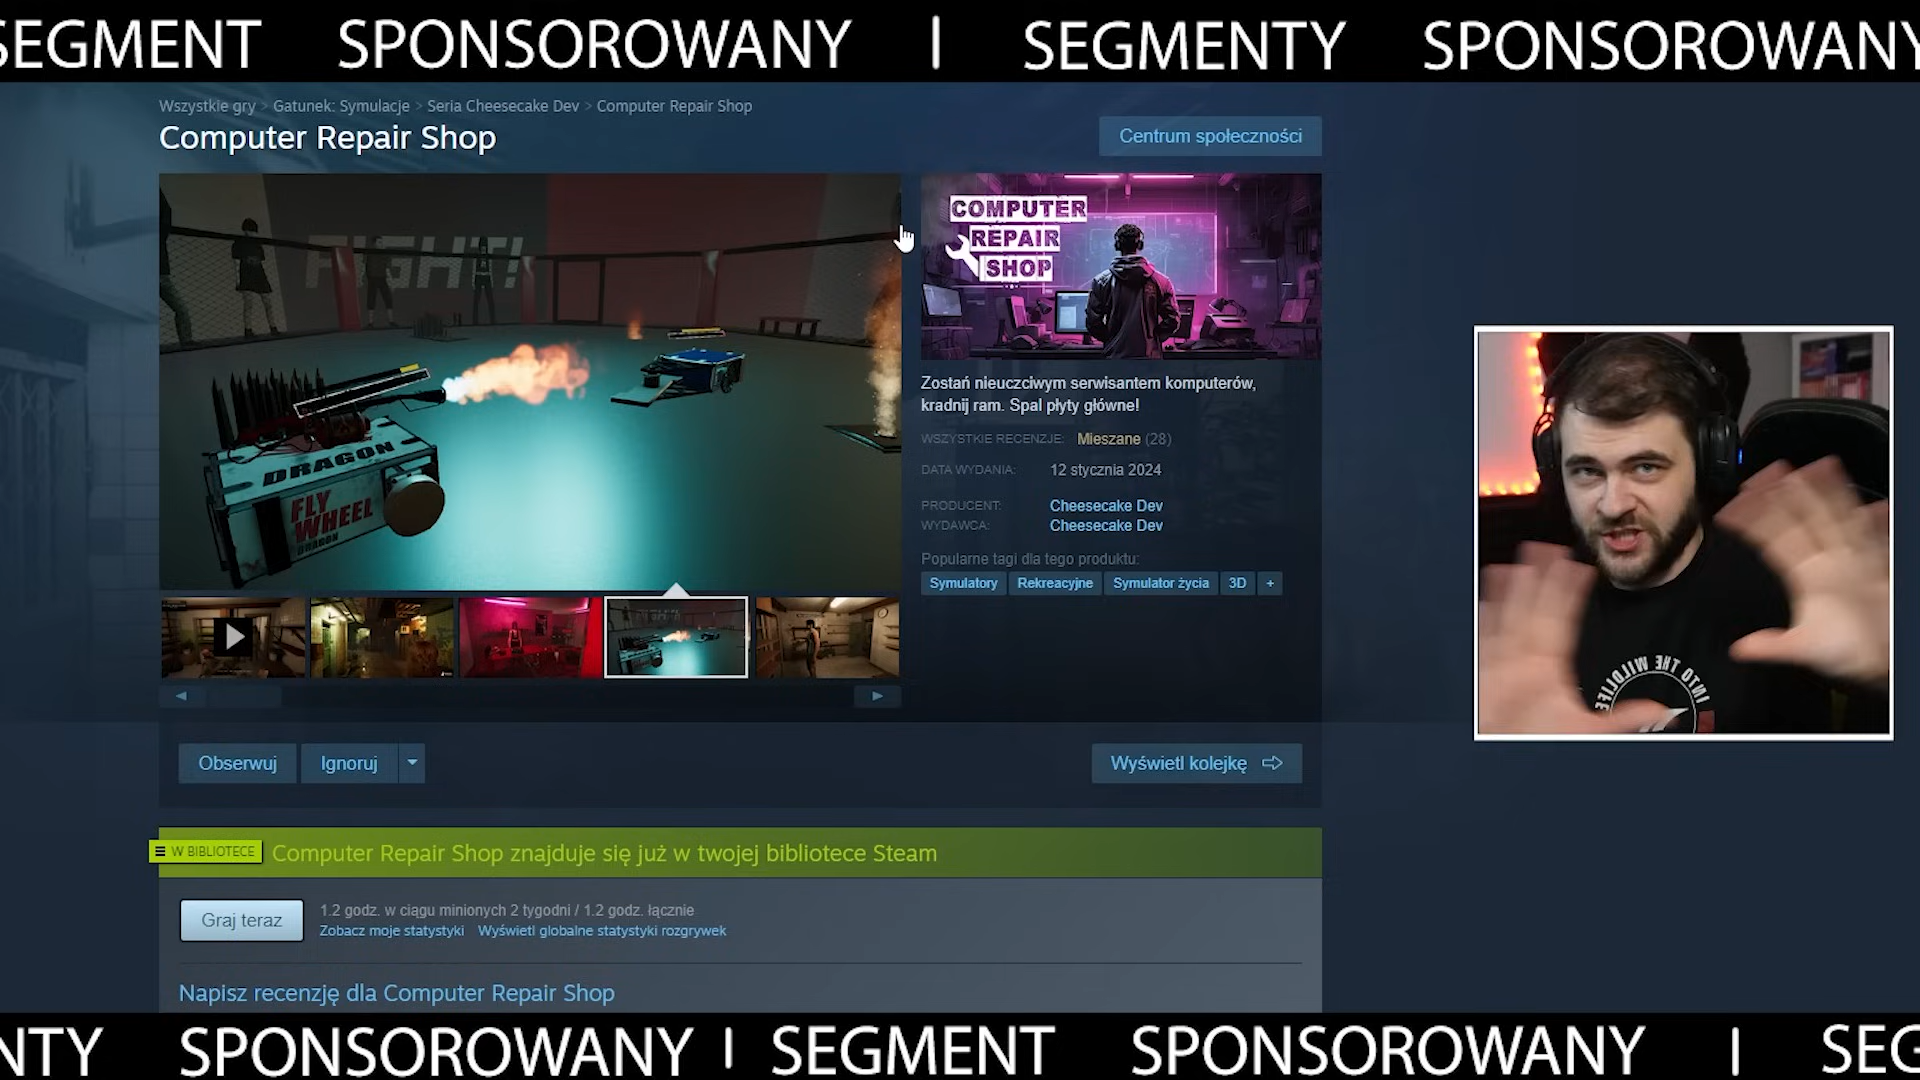 SEGMENT SPONSOROWANY | SEGMENTY SPONSOROWANY
Wszystkie gry > Gatunek: Symulacje > Seria Cheesecake Dev > Computer Repair Shop
Computer Repair Shop
Centrum społeczności
FIGHT!
DRAGON
FLY
WHEEL
DRAGON
COMPUTER
REPAIR
SHOP
Zostań nieuczciwym serwisantem komputerów,
kradnij ram. Spal płyty główne!
WSZYSTKIE RECENZJE: Mieszane (28)
DATA WYDANIA: 12 stycznia 2024
PRODUCENT: Cheesecake Dev
WYDAWCA: Cheesecake Dev
Popularne tagi dla tego produktu:
Symulatory Rekreacyjne Symulator życia 3D +
INTO THE WILDLIFE
Obserwuj
Ignoruj
Wyświetl kolejkę
W BIBLIOTECE
Computer Repair Shop znajduje się już w twojej bibliotece Steam
Graj teraz
1.2 godz. w ciągu minionych 2 tygodni / 1.2 godz. łącznie
Zobacz moje statystyki Wyświetl globalne statystyki rozgrywek
Napisz recenzję dla Computer Repair Shop
NTY SPONSOROWANY | SEGMENT SPONSOROWANY | SEG